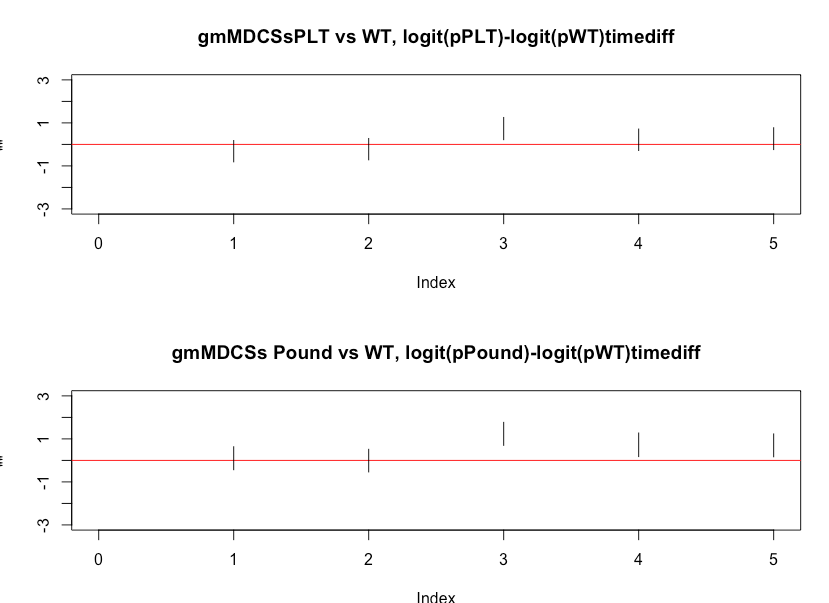 gmMDCSsPLT vs WT, logit(pPLT)-logit(pWT)timediff
3
1
-1
-3
0 1 2 3 4 5
Index
gmMDCSs Pound vs WT, logit(pPound)-logit(pWT)timediff
3
1
-1
-3
0 1 2 3 4 5
Index